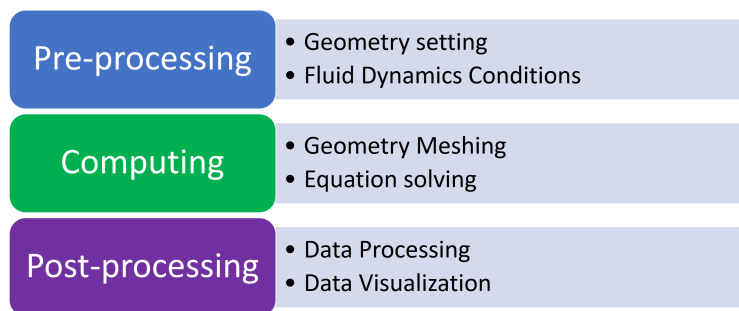 Pre-processing
• Geometry setting
• Fluid Dynamics Conditions
Computing
• Geometry Meshing
• Equation solving
Post-processing
• Data Processing
• Data Visualization